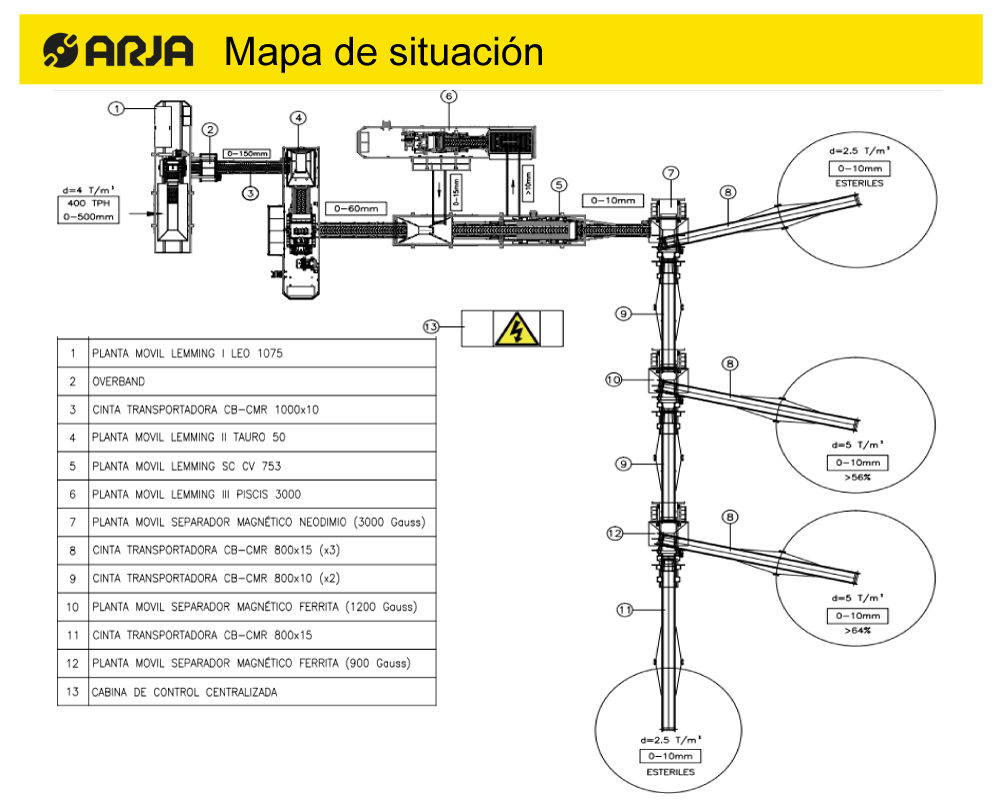 ARJA Mapa de situación
1
2
0-150mm
3
4
d=4 T/m³
400 TPH
0-500mm
0-60mm
6
0-15mm
>10mm
5
0-10mm
7
8
d=2.5 T/m³
0-10mm
ESTERILES
9
10
8
d=5 T/m³
0-10mm
>56%
9
12
8
d=5 T/m³
0-10mm
>64%
11
d=2.5 T/m³
0-10mm
ESTERILES
13
1 PLANTA MOVIL LEMMING I LEO 1075
2 OVERBAND
3 CINTA TRANSPORTADORA CB-CMR 1000x10
4 PLANTA MOVIL LEMMING II TAURO 50
5 PLANTA MOVIL LEMMING SC CV 753
6 PLANTA MOVIL LEMMING III PISCIS 3000
7 PLANTA MOVIL SEPARADOR MAGNÉTICO NEODIMIO (3000 Gauss)
8 CINTA TRANSPORTADORA CB-CMR 800x15 (x3)
9 CINTA TRANSPORTADORA CB-CMR 800x10 (x2)
10 PLANTA MOVIL SEPARADOR MAGNÉTICO FERRITA (1200 Gauss)
11 CINTA TRANSPORTADORA CB-CMR 800x15
12 PLANTA MOVIL SEPARADOR MAGNÉTICO FERRITA (900 Gauss)
13 CABINA DE CONTROL CENTRALIZADA